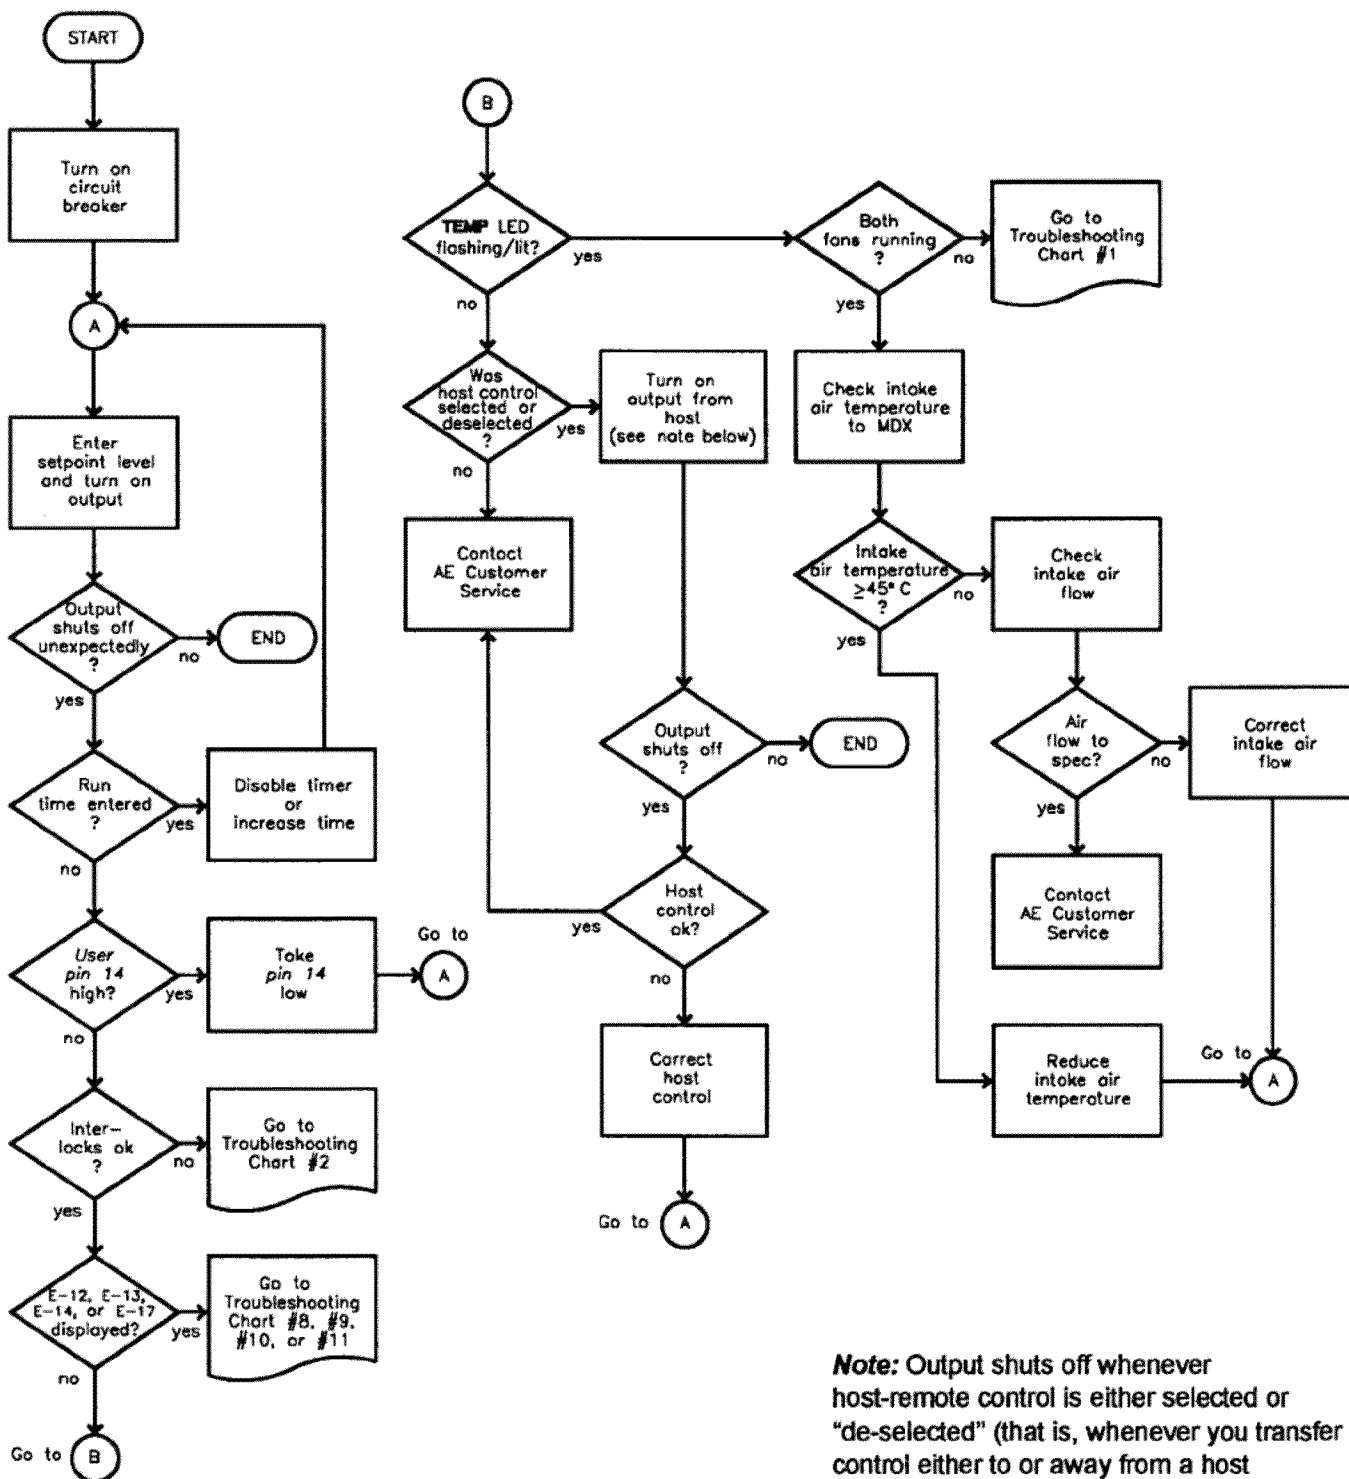 START
Turn on
circuit
breaker
A
Enter
setpoint level
and turn on
output
Output
shuts off
unexpectedly
?
no
END
yes
Run
time entered
?
yes
Disable timer
or
increase time
no
User
pin 14
high?
yes
Take
pin 14
low
Go to
A
no
Inter-
locks ok
?
no
Go to
Troubleshooting
Chart #2
yes
E-12, E-13,
E-14, or E-17
displayed?
yes
Go to
Troubleshooting
Chart #8, #9,
#10, or #11
no
Go to
B
B
TEMP LED
flashing/lit?
yes
no
Was
host control
selected or
deselected
?
yes
Turn on
output from
host
(see note below)
no
Contact
AE Customer
Service
Output
shuts off
?
no
END
yes
Host
control
ok?
yes
no
Correct
host
control
Go to
A
Both
fans running
?
no
Go to
Troubleshooting
Chart #1
yes
Check intake
air temperature
to MDX
Intake
air temperature
≥45° C
?
no
Check
intake air
flow
yes
Air
flow to
spec?
no
Correct
intake air
flow
yes
Contact
AE Customer
Service
Reduce
intake air
temperature
Go to
A
Note: Output shuts off whenever
host-remote control is either selected or
“de-selected” (that is, whenever you transfer
control either to or away from a host